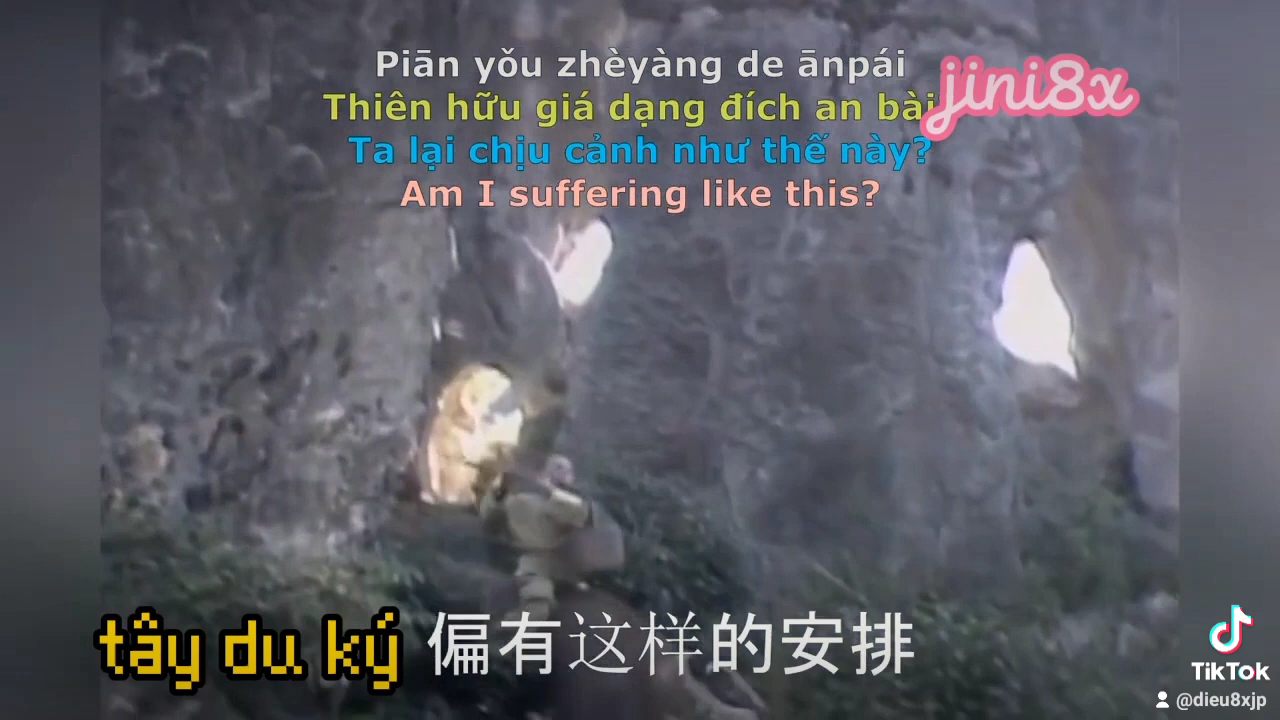 Piān yǒu zhèyàng de ānpái
jini8x
Thiên hữu giá dạng đích an bài
Ta lại chịu cảnh như thế này?
Am I suffering like this?
tây du ký
偏有这样的安排
TikTok
@dieu8xjp